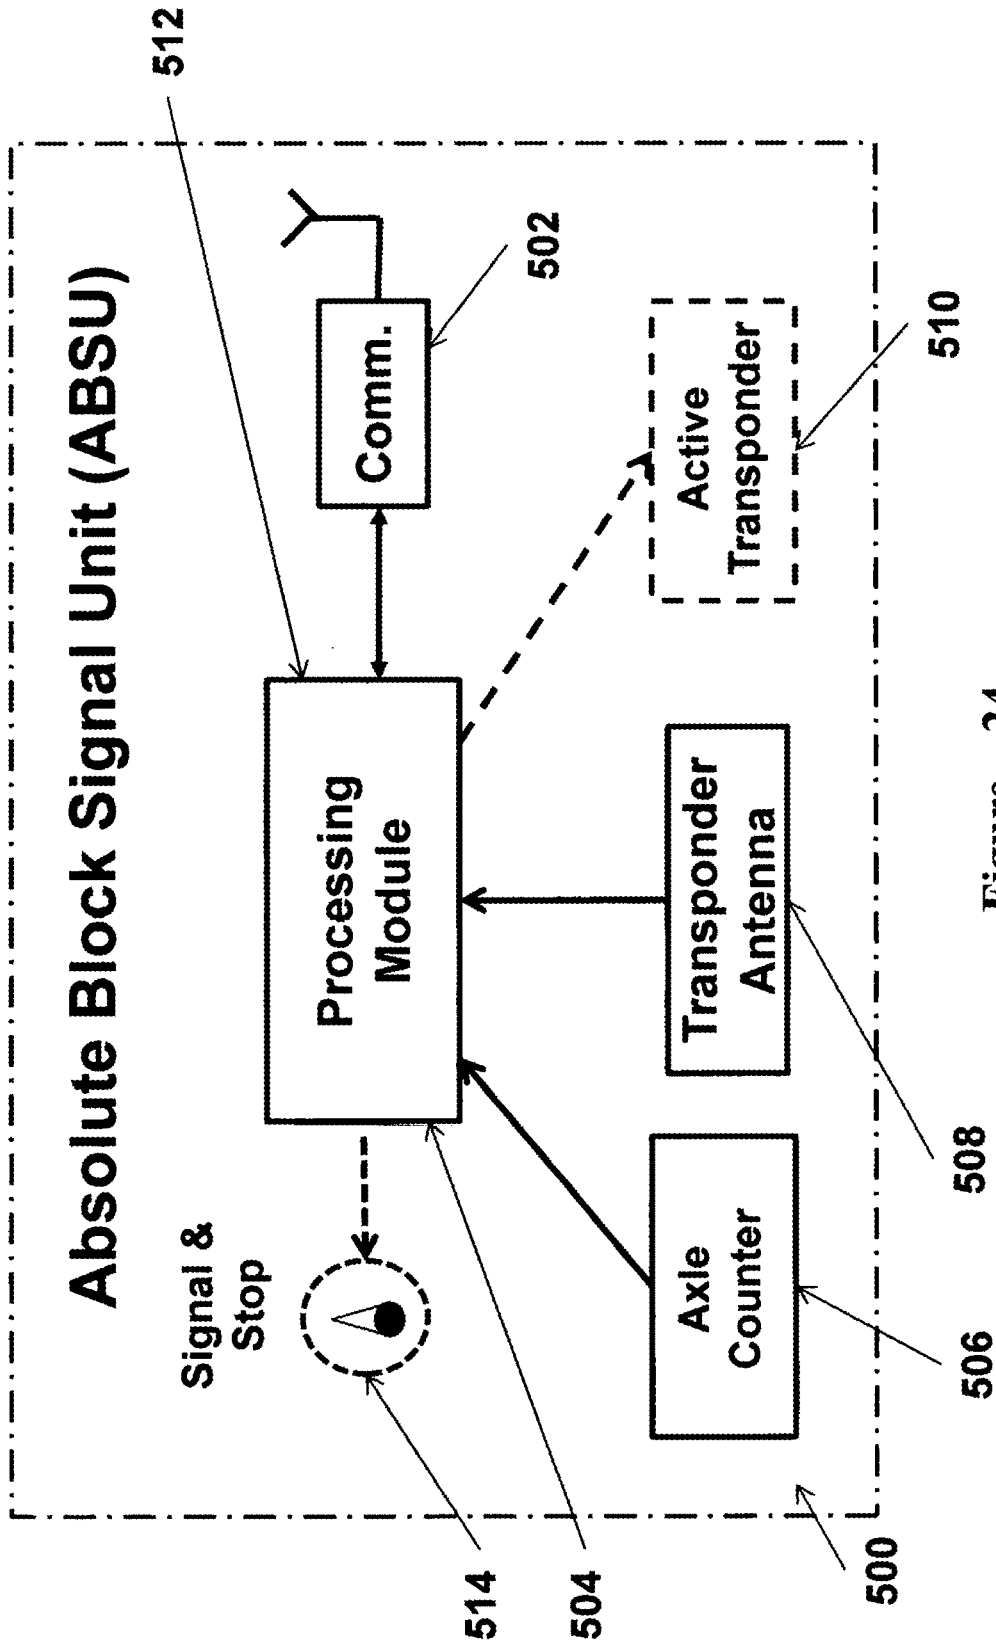 Absolute Block Signal Unit (ABSU)
512
Signal &
Stop
Processing
Module
Comm.
502
514
504
Axle
Counter
Transponder
Antenna
Active
Transponder
500
506
508
510
Figure